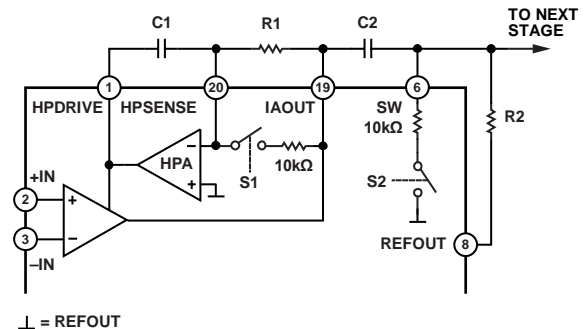 C1
R1
C2
TO NEXT
STAGE
1
20
19
6
HPDRIVE
HPSENSE
IAOUT
SW
10kΩ
R2
HPA
−
+
S1
10kΩ
S2
+IN
2
3
−IN
+
−
REFOUT
8
⊥ = REFOUT